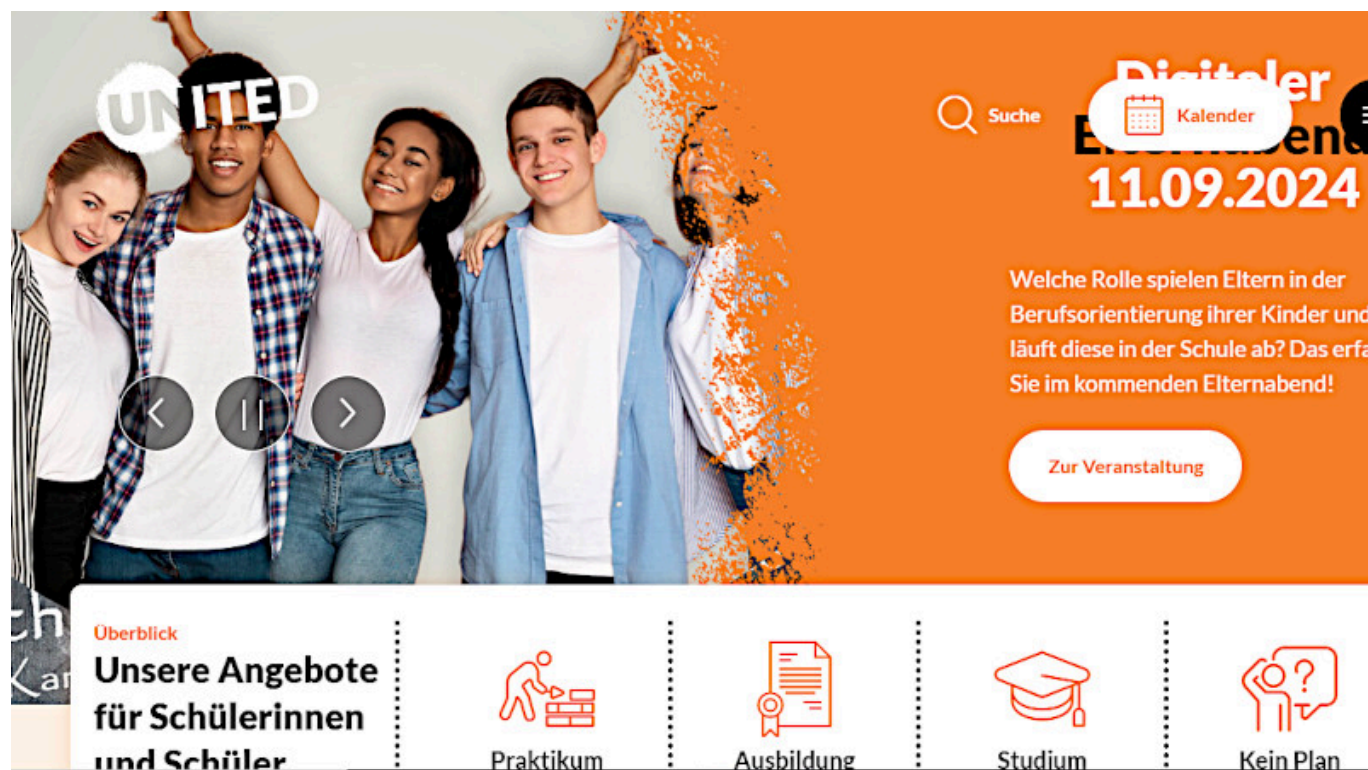 UNITED
Suche
Kalender
Digitaler
Elternabend
11.09.2024
Welche Rolle spielen Eltern in der
Berufsorientierung ihrer Kinder und
läuft diese in der Schule ab? Das
Sie im kommenden Elternabend!
Zur Veranstaltung
Überblick
Unsere Angebote
für Schülerinnen
und Schüler
Praktikum
Ausbildung
Studium
Kein Plan